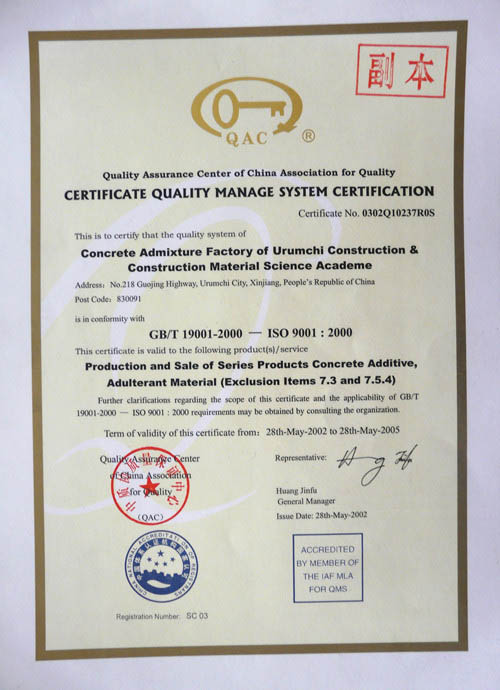 副本
QAC ®
Quality Assurance Center of China Association for Quality
CERTIFICATE QUALITY MANAGE SYSTEM CERTIFICATION
Certificate No. 0302Q10237R0S
This is to certify that the quality system of
Concrete Admixture Factory of Urumchi Construction &
Construction Material Science Academe
Address: No.218 Guojing Highway, Urumchi City, Xinjiang, People's Republic of China
Post Code: 830091
is in conformity with
GB/T 19001-2000 — ISO 9001 : 2000
This certificate is valid to the following product(s)/service
Production and Sale of Series Products Concrete Additive,
Adulterant Material (Exclusion Items 7.3 and 7.5.4)
Further clarifications regarding the scope of this certificate and the applicability of GB/T
19001-2000 — ISO 9001 : 2000 requirements may be obtained by consulting the organization.
Term of validity of this certificate from: 28th-May-2002 to 28th-May-2005
Quality Assurance Center
of China Association
for Quality
(QAC)
Representative:
Huang Jinfu
General Manager
Issue Date: 28th-May-2002
CHINA NATIONAL ACCREDITATION OF REGISTRARS
Registration Number: SC 03
ACCREDITED
BY MEMBER OF
THE IAF MLA
FOR QMS